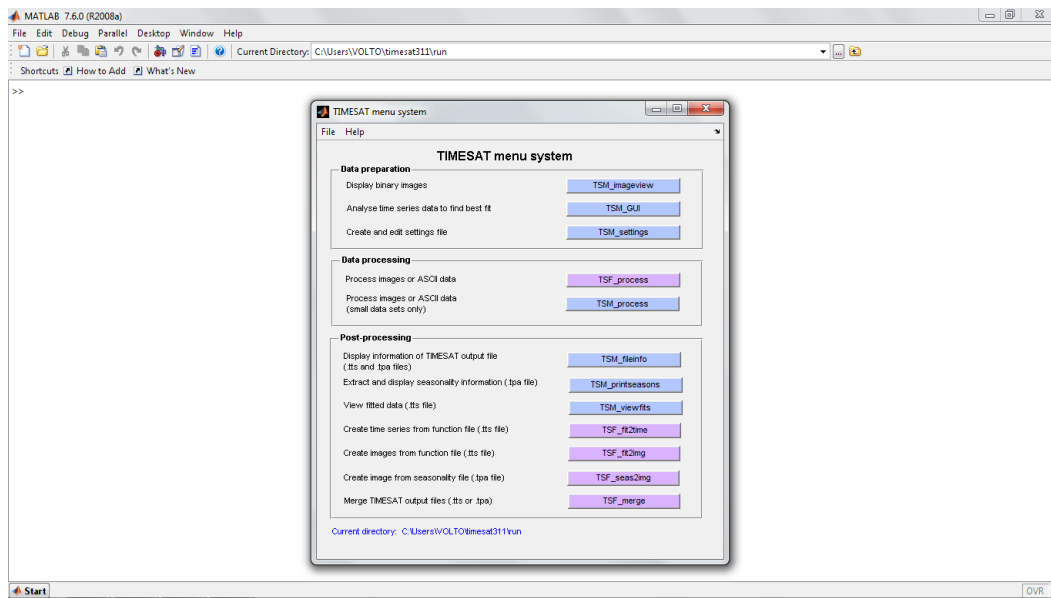 MATLAB 7.6.0 (R2008a)
File Edit Debug Parallel Desktop Window Help
Current Directory: C:\Users\VOLTO\timesat311\run
Shortcuts How to Add What's New
>>
TIMESAT menu system
File Help
TIMESAT menu system
Data preparation
Display binary images TSM_imageview
Analyse time series data to find best fit TSM_GUI
Create and edit settings file TSM_settings
Data processing
Process images or ASCII data TSF_process
Process images or ASCII data
(small data sets only) TSM_process
Post-processing
Display information of TIMESAT output file
(.tts and .tpa files) TSM_fileinfo
Extract and display seasonality information (.tpa file) TSM_printseasons
View fitted data (.tts file) TSM_viewfits
Create time series from function file (.tts file) TSF_fit2time
Create images from function file (.tts file) TSF_fit2img
Create image from seasonality file (.tpa file) TSF_seas2img
Merge TIMESAT output files (.tts or .tpa) TSF_merge
Current directory: C:\Users\VOLTO\timesat311\run
Start OVR